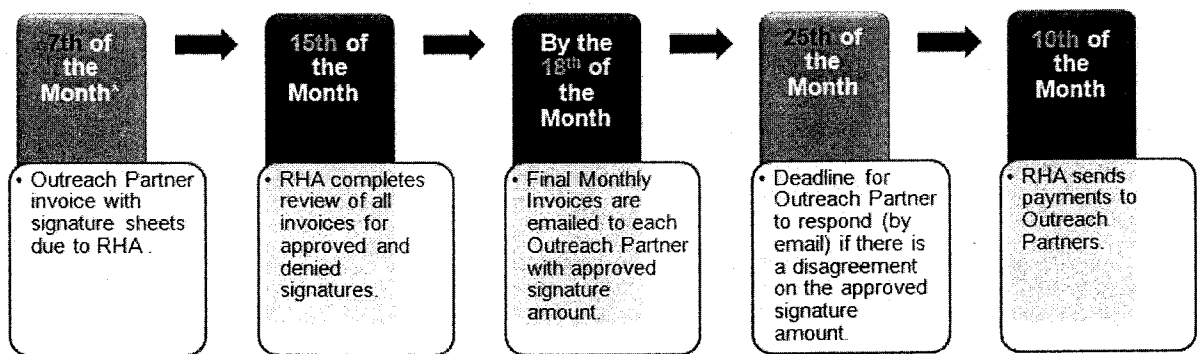 7th of
the
Month^
• Outreach Partner
invoice with
signature sheets
due to RHA.
15th of
the
Month
• RHA completes
review of all
invoices for
approved and
denied
signatures.
By the
18th of
the
Month
• Final Monthly
Invoices are
emailed to each
Outreach Partner
with approved
signature
amount.
25th of
the
Month
• Deadline for
Outreach Partner
to respond (by
email) if there is
a disagreement
on the approved
signature
amount.
10th of
the
Month
• RHA sends
payments to
Outreach
Partners.